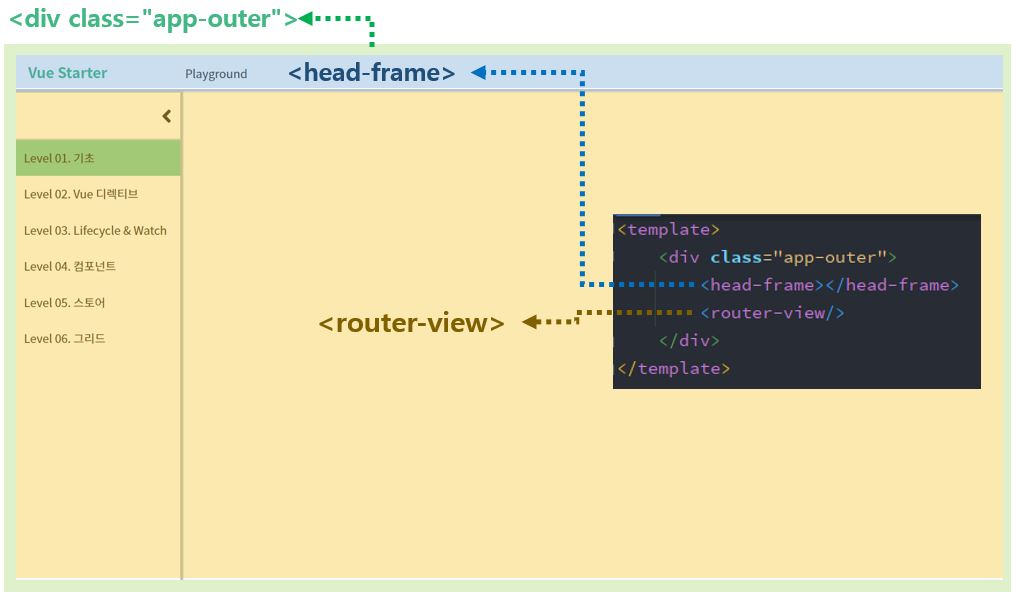 <div class="app-outer">
Vue Starter
Playground
<head-frame>
Level 01. 기초
Level 02. Vue 디렉티브
Level 03. Lifecycle & Watch
Level 04. 컴포넌트
Level 05. 스토어
Level 06. 그리드
<router-view>
<template>
<div class="app-outer">
<head-frame></head-frame>
<router-view/>
</div>
</template>